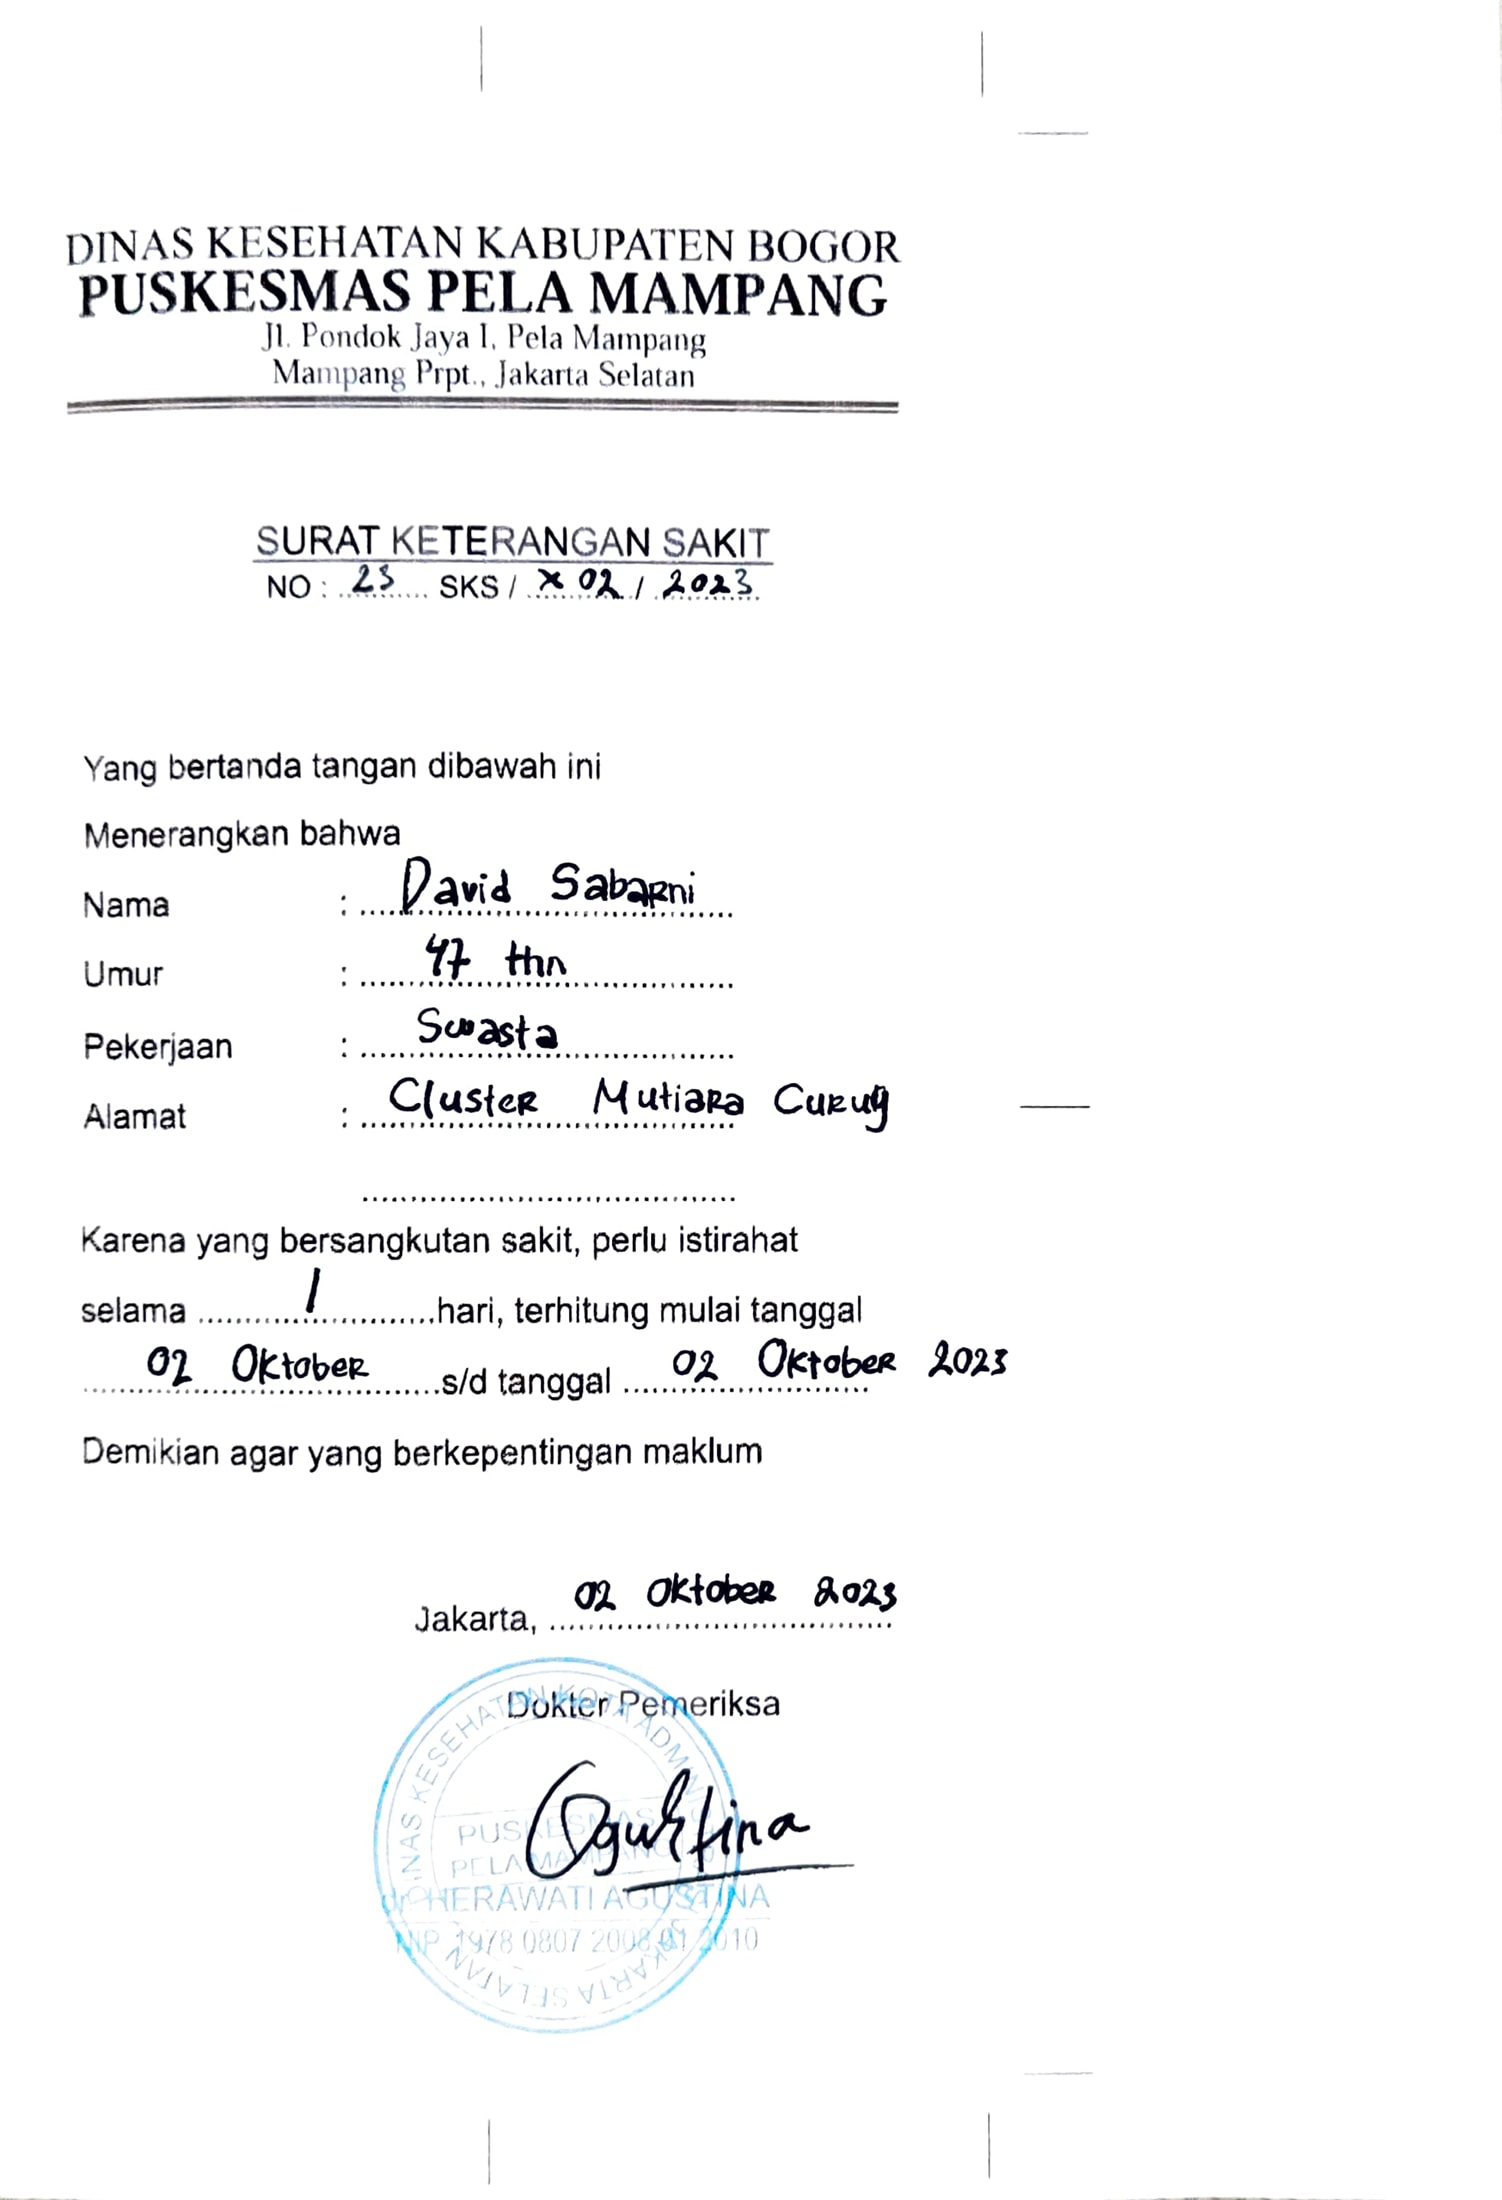 DINAS KESEHATAN KABUPATEN BOGOR
PUSKESMAS PELA MAMPANG
Jl. Pondok Jaya I, Pela Mampang
Mampang Prpt., Jakarta Selatan
SURAT KETERANGAN SAKIT
NO : 23 SKS / X 02 / 2023
Yang bertanda tangan dibawah ini
Menerangkan bahwa
Nama : David Sabarni
Umur : 47 thn
Pekerjaan : Swasta
Alamat : Cluster Mutiara Curug
Karena yang bersangkutan sakit, perlu istirahat
selama 1 hari, terhitung mulai tanggal
02 Oktober s/d tanggal 02 Oktober 2023
Demikian agar yang berkepentingan maklum
Jakarta, 02 Oktober 2023
Dokter Pemeriksa
DINAS KESEHATAN KOTA
PUSKESMAS
PELA MAMPANG
Agustina
dr. HERAWATI AGUSTINA
NIP 1978 0807 2008 01 2010
JAKARTA SELATAN